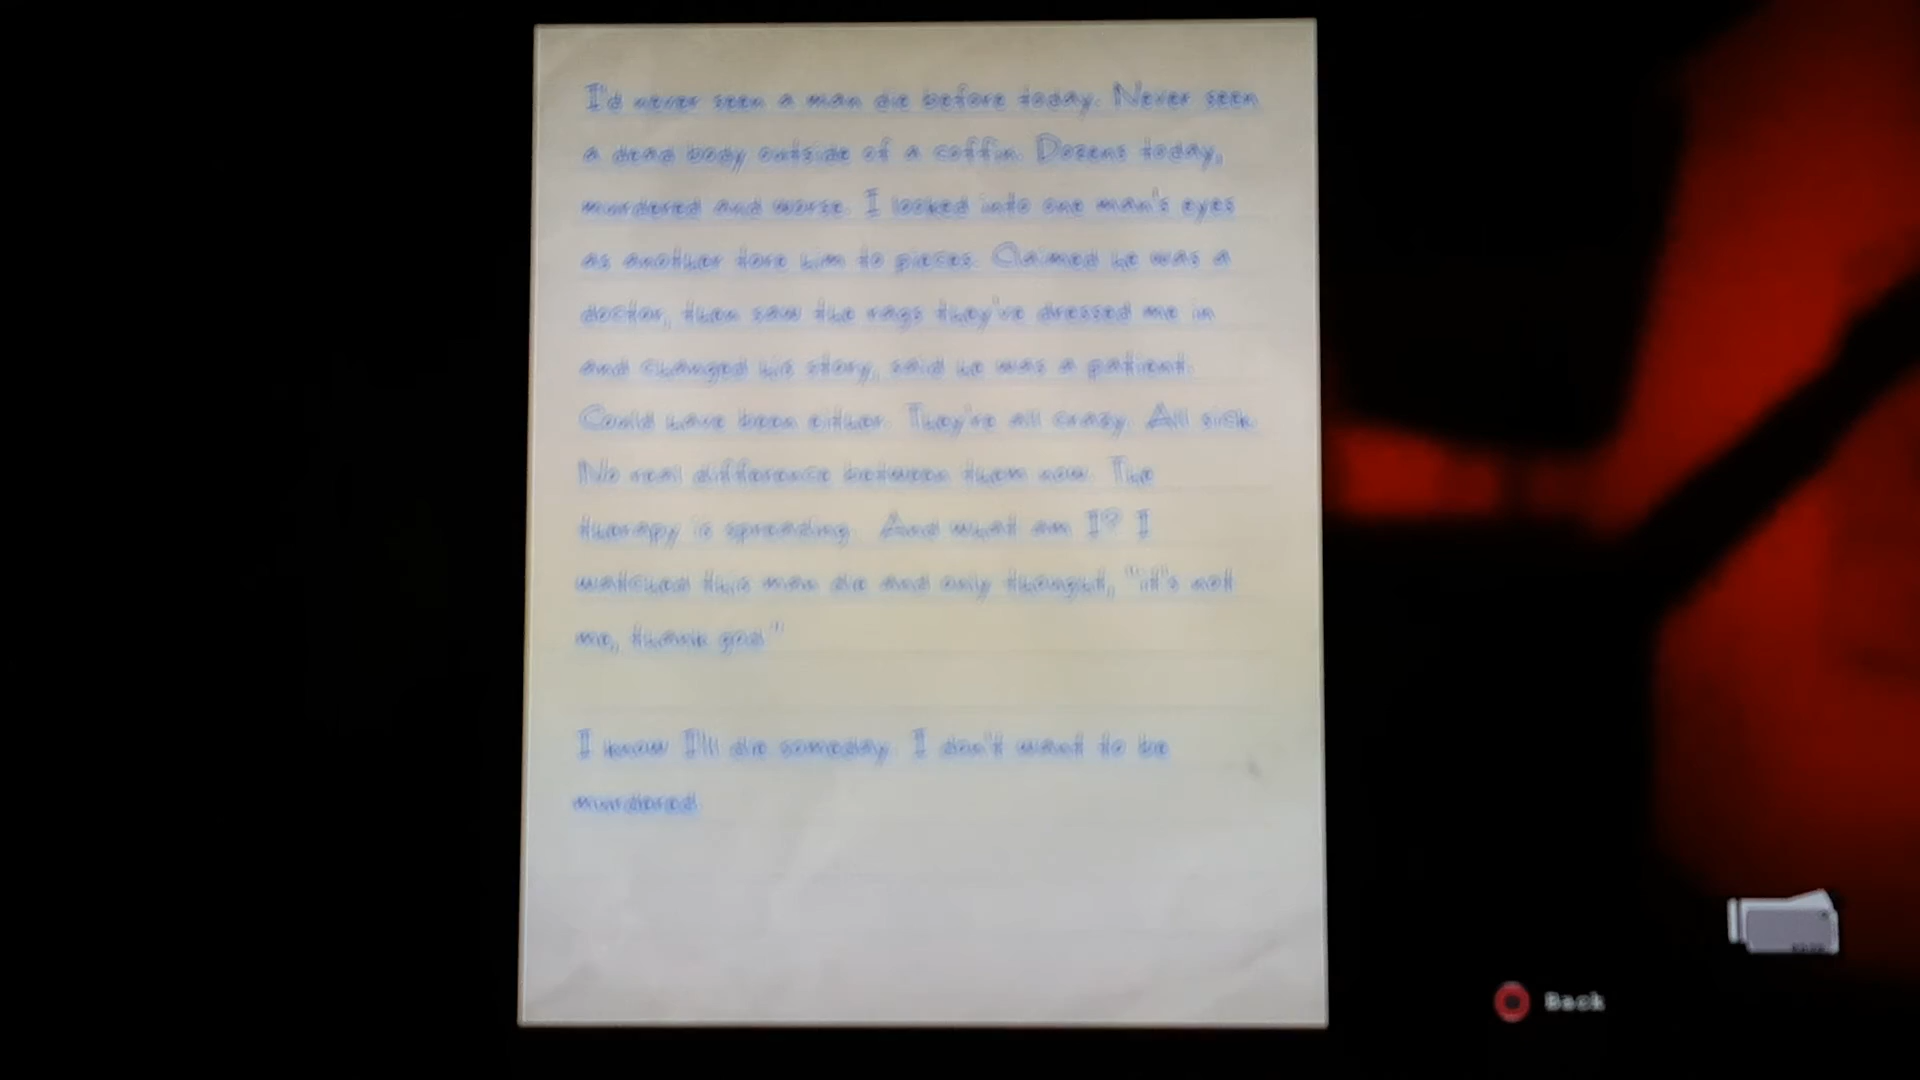 I'd never seen a man die before today. Never seen
a dead body outside of a coffin. Dozens today,
murdered and worse. I looked into one man's eyes
as another tore him to pieces. Claimed he was a
doctor, then saw the rags they've dressed me in
and changed his story, said he was a patient.
Could have been either. They're all crazy. All sick.
No real difference between them now. The
therapy is spreading. And what am I? I
watched this man die and only thought, "it's not
me, thank god"
I know I'll die someday. I don't want to be
murdered
Back